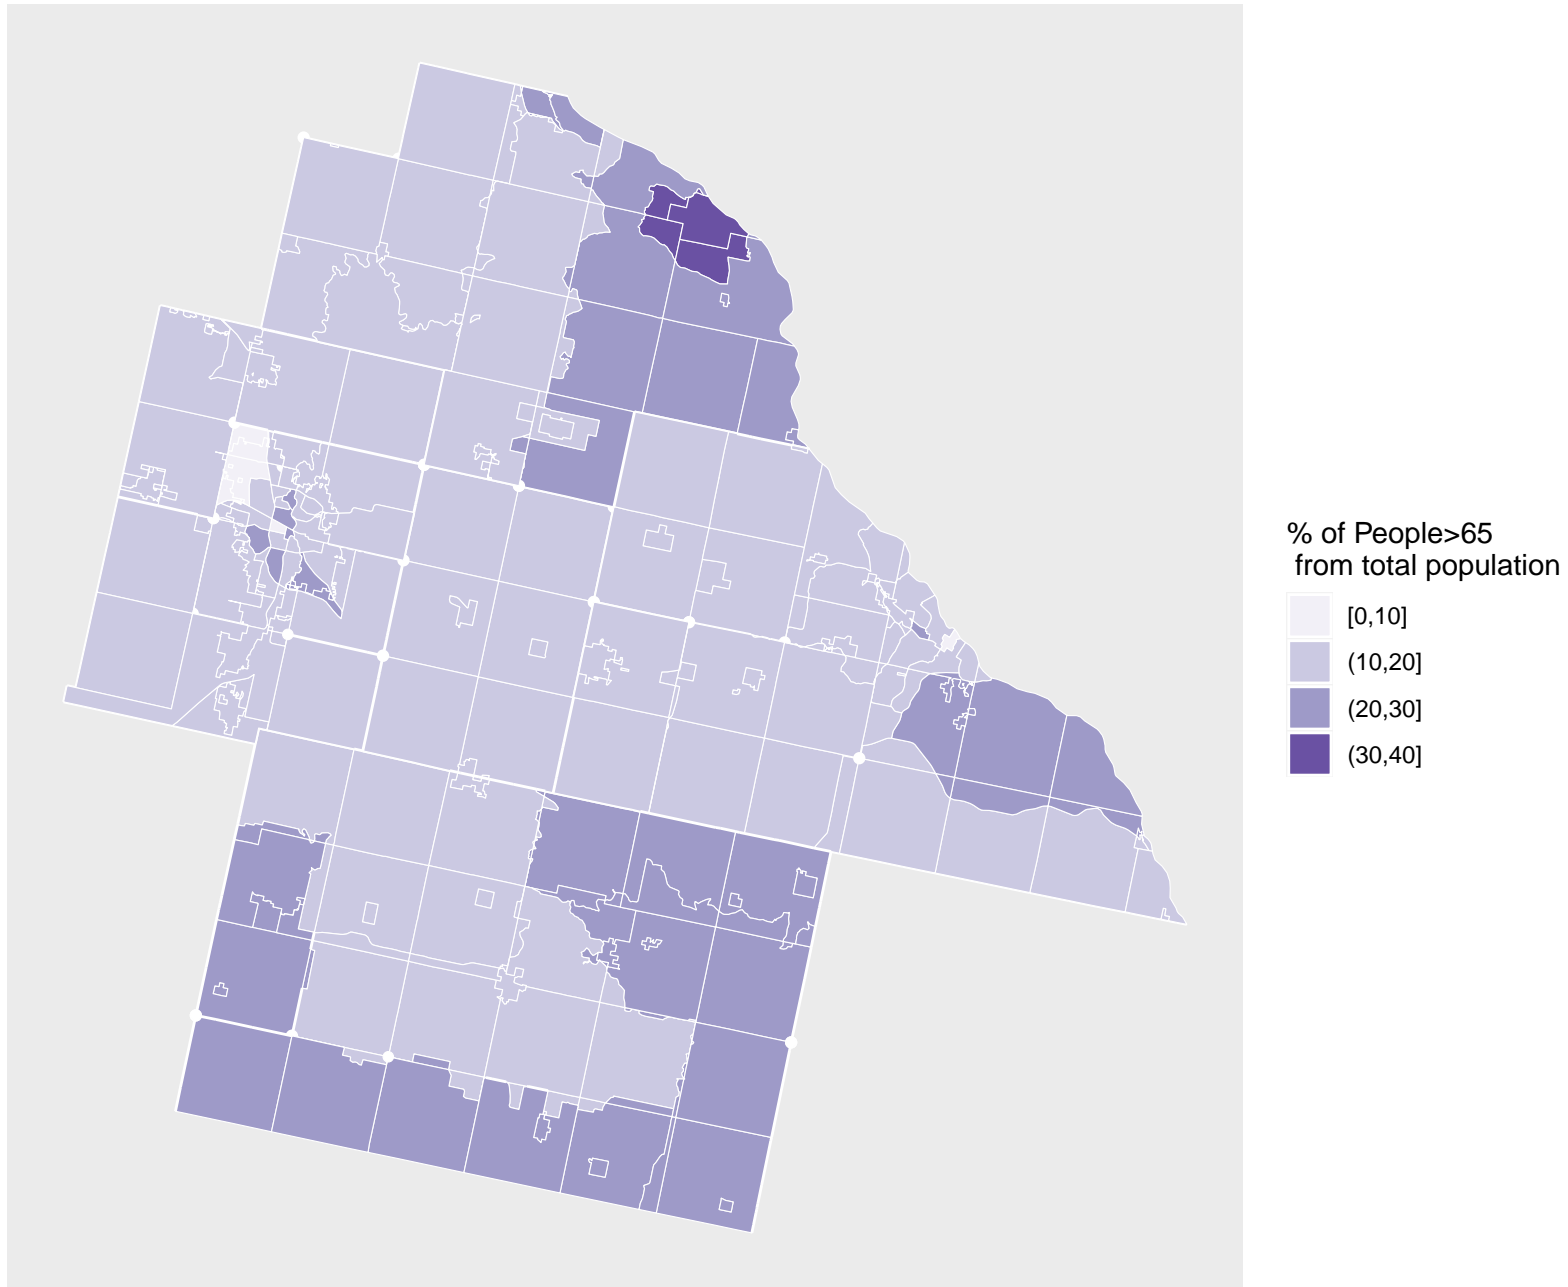 % of People>65
from total population
[0,10]
(10,20]
(20,30]
(30,40]